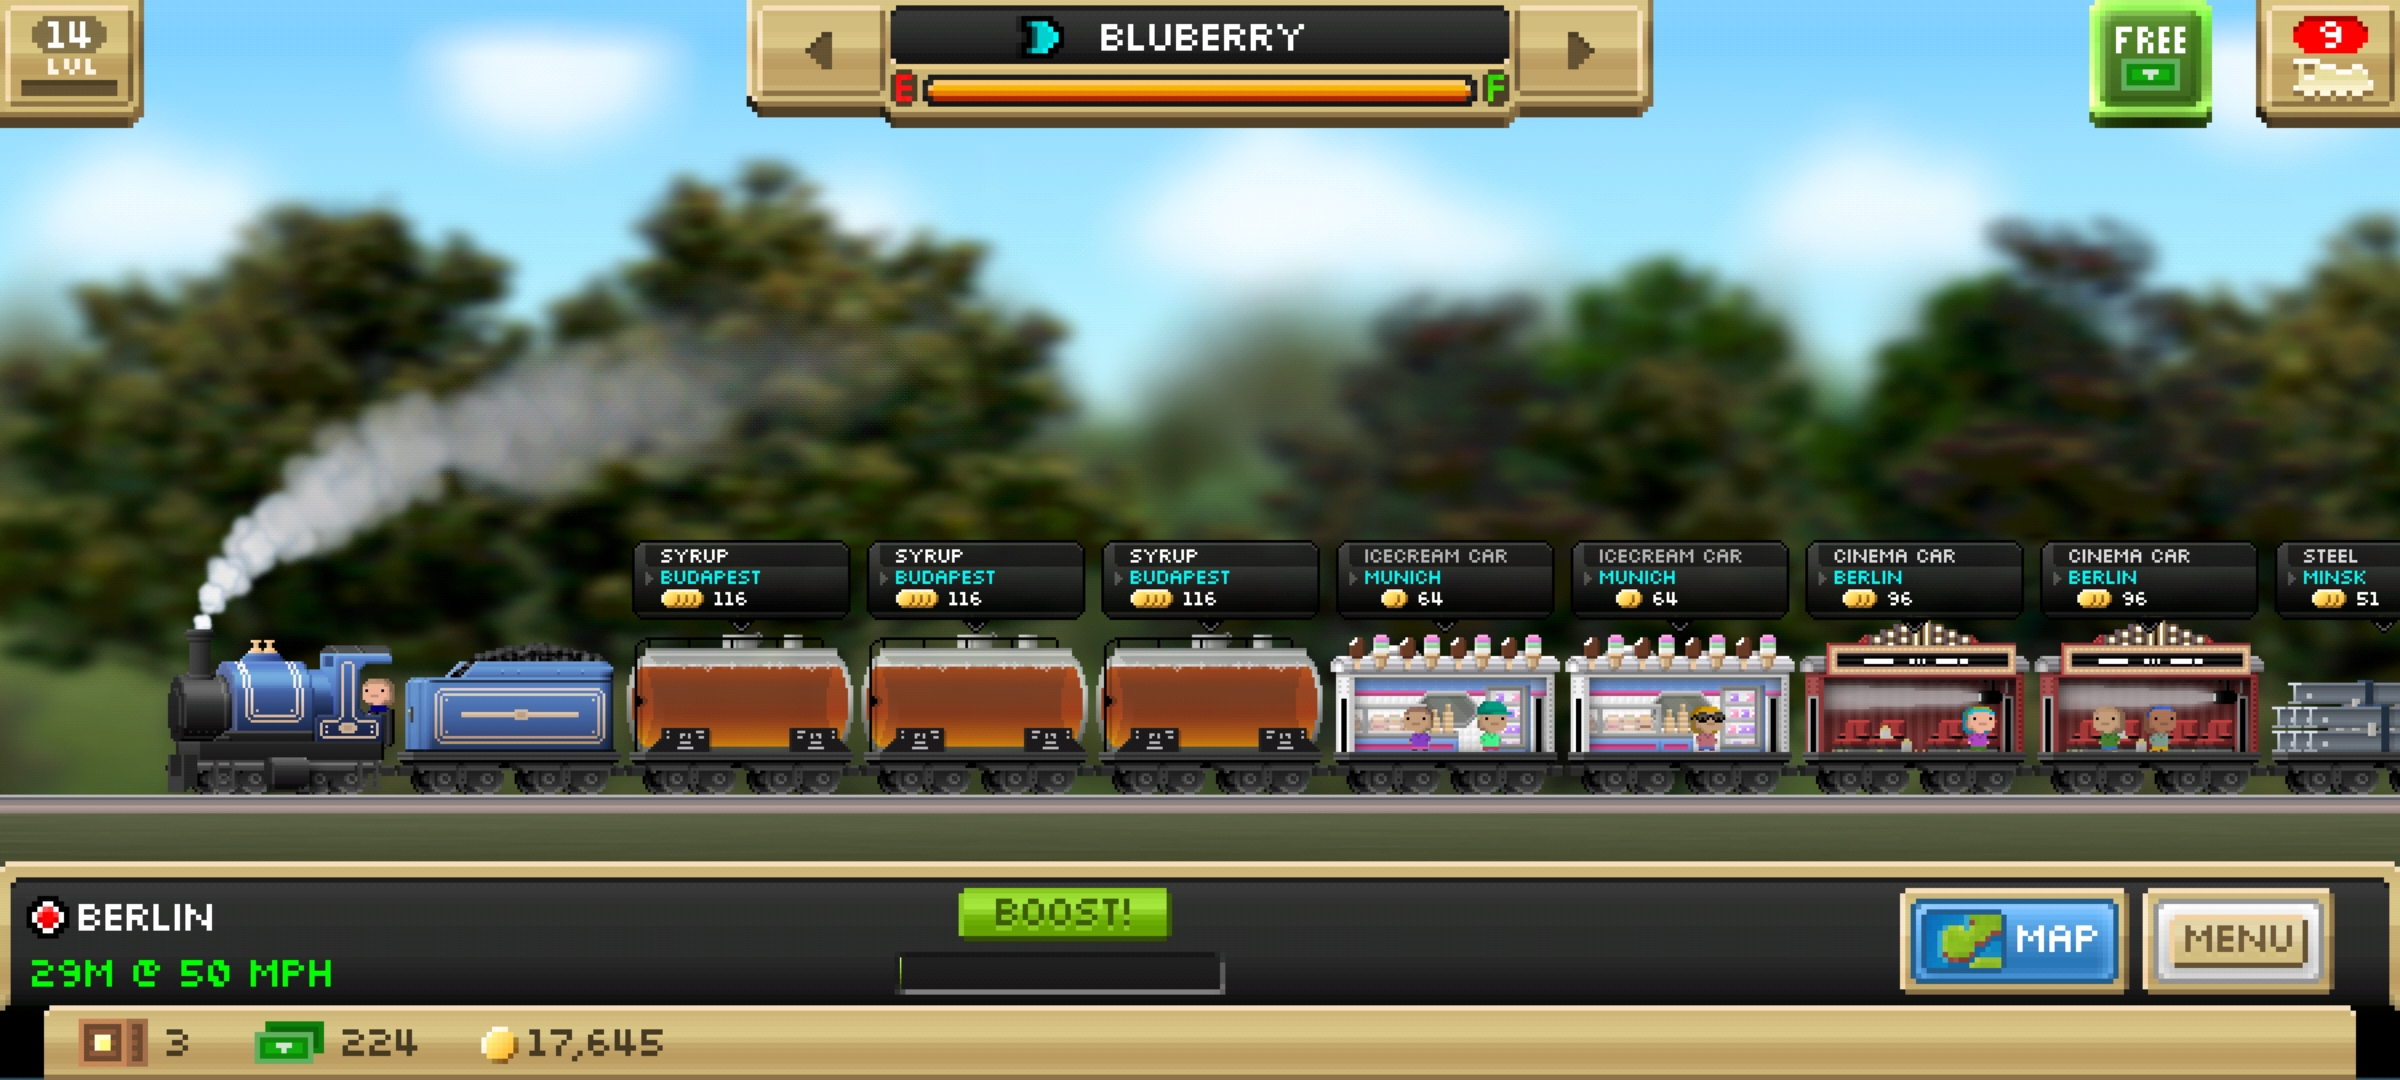 14
LVL
BLUBERRY
E
F
FREE
9
SYRUP
BUDAPEST
116
SYRUP
BUDAPEST
116
SYRUP
BUDAPEST
116
ICECREAM CAR
MUNICH
64
ICECREAM CAR
MUNICH
64
CINEMA CAR
BERLIN
96
CINEMA CAR
BERLIN
96
STEEL
MINSK
51
BERLIN
29M @ 50 MPH
BOOST!
MAP
MENU
3
224
17,645